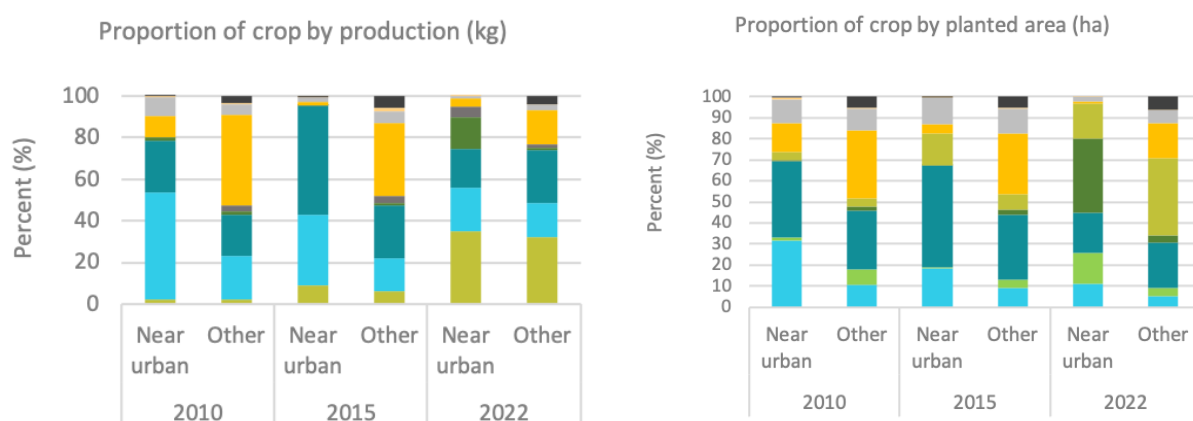 Proportion of crop by production (kg)
Percent (%)
100
80
60
40
20
0
Near urban Other Near urban Other Near urban Other
2010 2015 2022
Proportion of crop by planted area (ha)
Percent (%)
100
90
80
70
60
50
40
30
20
10
0
Near urban Other Near urban Other Near urban Other
2010 2015 2022